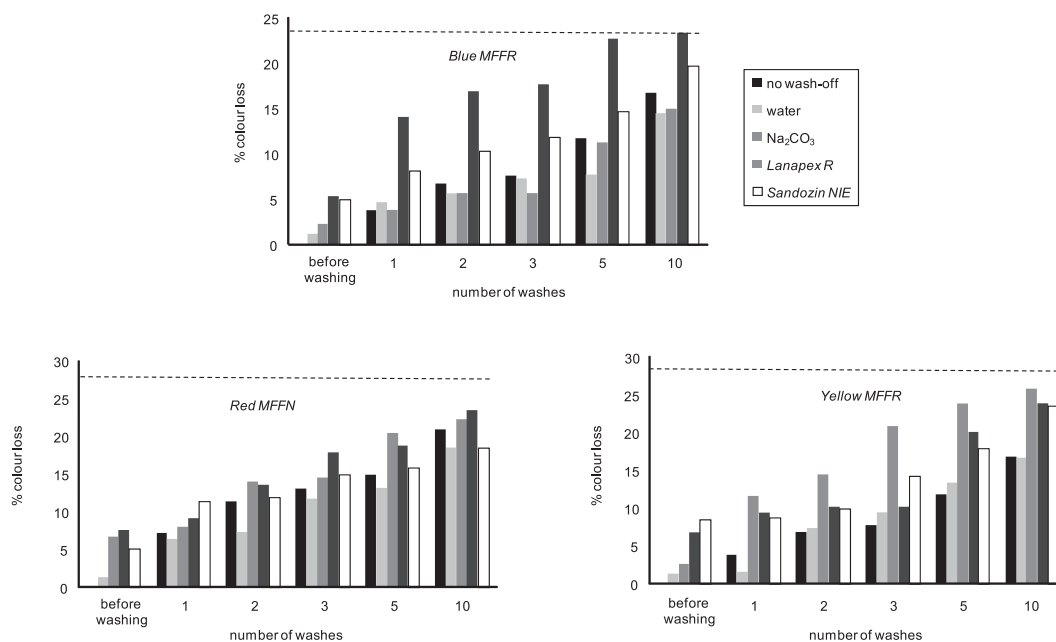 25
20
15
10
5
0
% colour loss
Blue MFFR
before washing
1
2
3
5
10
number of washes
no wash-off
water
Na₂CO₃
Lanapex R
Sandozin NIE
30
25
20
15
10
5
0
% colour loss
Red MFFN
before washing
1
2
3
5
10
number of washes
30
25
20
15
10
5
0
% colour loss
Yellow MFFR
before washing
1
2
3
5
10
number of washes